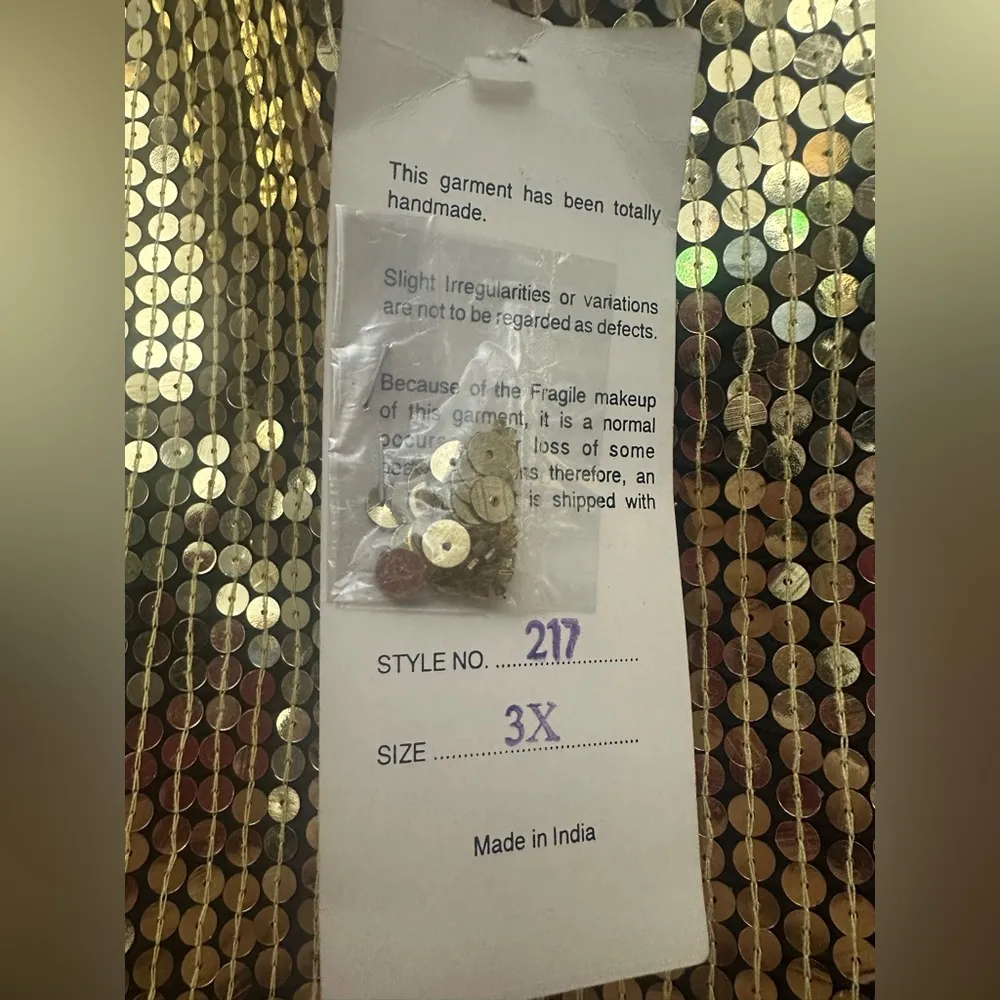 This garment has been totally
handmade.
Slight Irregularities or variations
are not to be regarded as defects.
Because of the Fragile makeup
of this garment, it is a normal
loss of some
therefore, an
is shipped with
STYLE NO. 217
SIZE 3X
Made in India